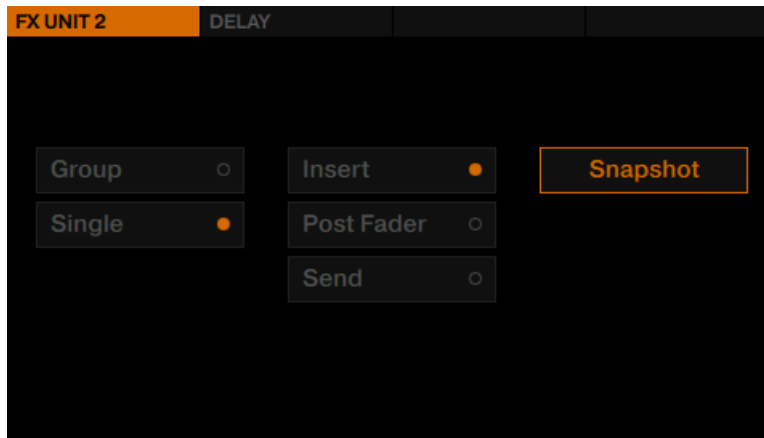 FX UNIT 2 DELAY
Group Insert Snapshot
Single Post Fader
Send